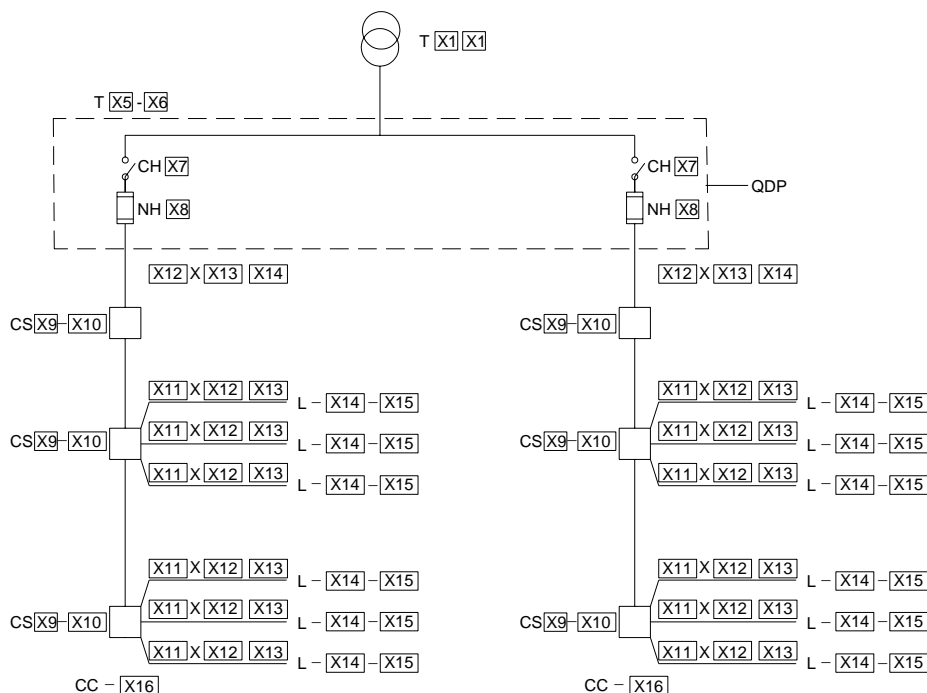 T X1 X1
T X5 - X6
CH X7 CH X7
QDP
NH X8 NH X8
X12 X X13 X14 X12 X X13 X14
CS X9 - X10 CS X9 - X10
X11 X X12 X13 L - X14 - X15 X11 X X12 X13 L - X14 - X15
CS X9 - X10 X11 X X12 X13 L - X14 - X15 CS X9 - X10 X11 X X12 X13 L - X14 - X15
X11 X X12 X13 L - X14 - X15 X11 X X12 X13 L - X14 - X15
X11 X X12 X13 L - X14 - X15 X11 X X12 X13 L - X14 - X15
CS X9 - X10 X11 X X12 X13 L - X14 - X15 CS X9 - X10 X11 X X12 X13 L - X14 - X15
X11 X X12 X13 L - X14 - X15 X11 X X12 X13 L - X14 - X15
CC - X16 CC - X16